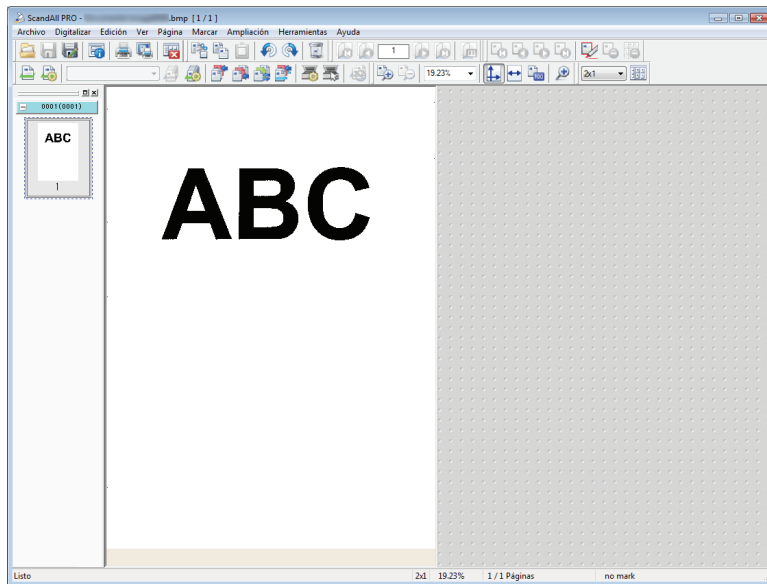 ScandAll PRO - .bmp [ 1 / 1 ]
Archivo Digitalizar Edición Ver Página Marcar Ampliación Herramientas Ayuda
1
19.23% 100 2x1
0001(0001)
ABC
1
ABC
Listo 2x1 19.23% 1 / 1 Páginas no mark